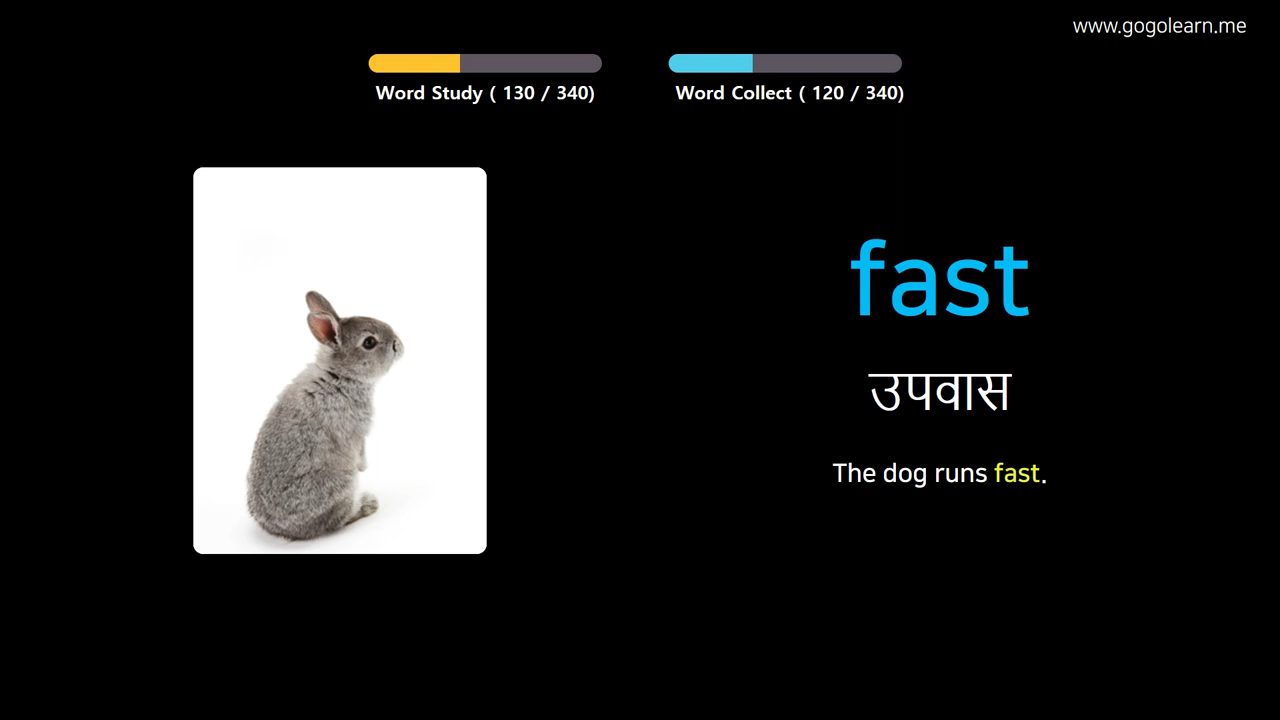 www.gogolearn.me
Word Study ( 130 / 340)
Word Collect ( 120 / 340)
fast
उपवास
The dog runs fast.